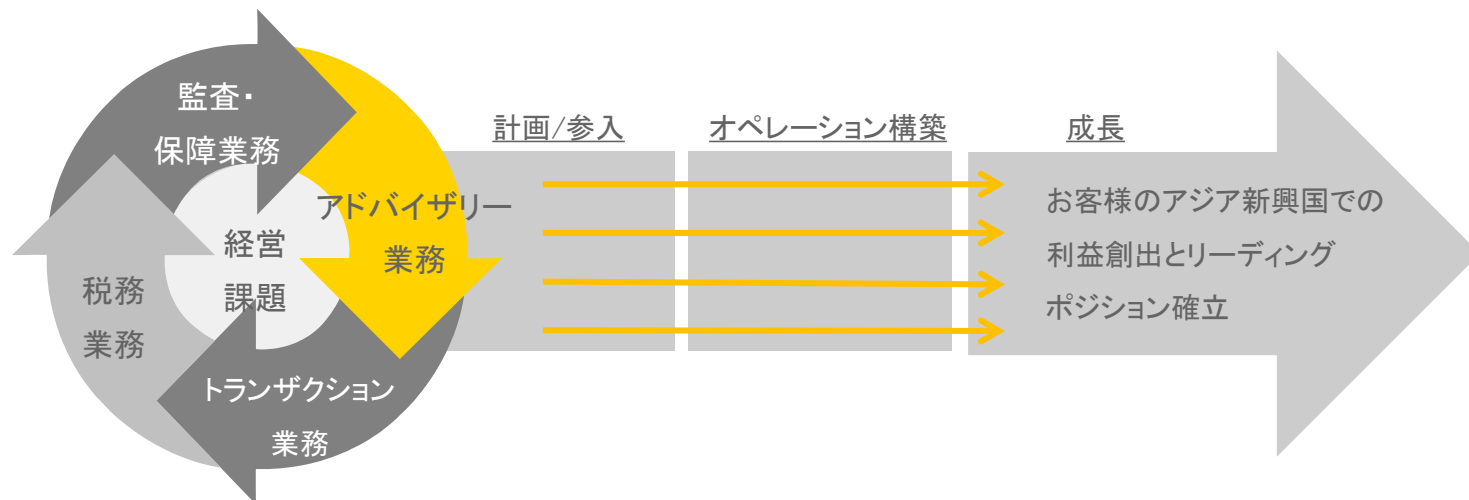 監査・
保障業務
アドバイザリー
業務
経営
課題
税務
業務
トランザクション
業務
計画/参入
オペレーション構築
成長
お客様のアジア新興国での
利益創出とリーディング
ポジション確立